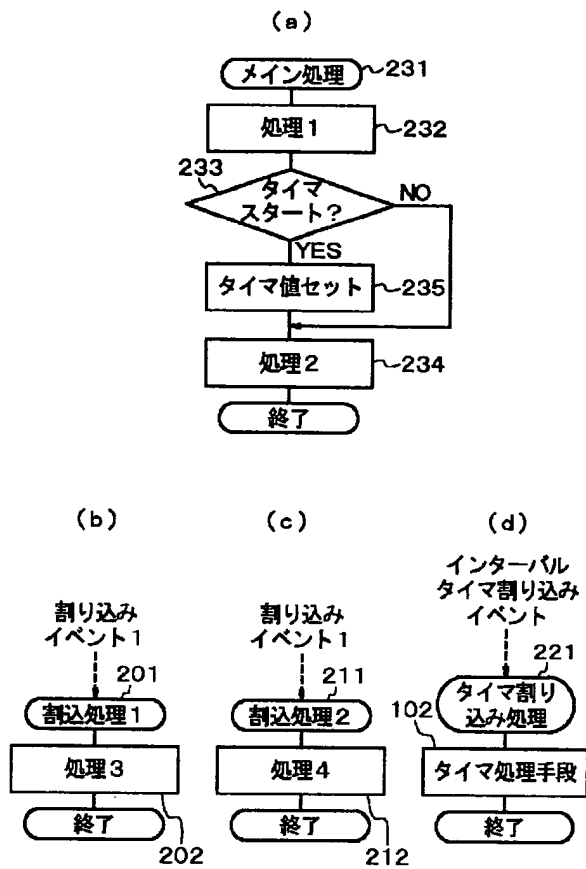 (a)
メイン処理
231
処理1
232
233
タイマ
スタート?
NO
YES
タイマ値セット
235
処理2
234
終了
(b)
(c)
(d)
割り込み
イベント1
201
割込処理1
処理3
終了
202
割り込み
イベント1
211
割込処理2
処理4
終了
212
インターバル
タイマ割り込み
イベント
221
タイマ割り
込み処理
102
タイマ処理手段
終了